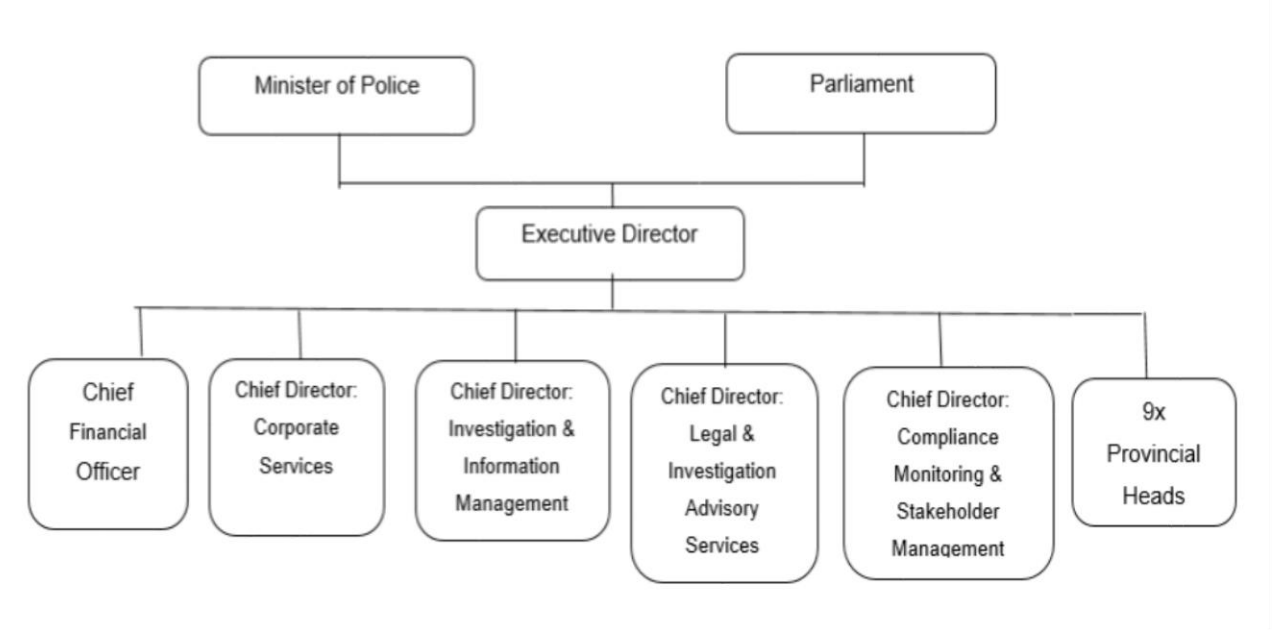 Minister of Police
Parliament
Executive Director
Chief
Financial
Officer
Chief Director:
Corporate
Services
Chief Director:
Investigation &
Information
Management
Chief Director:
Legal &
Investigation
Advisory
Services
Chief Director:
Compliance
Monitoring &
Stakeholder
Management
9x
Provincial
Heads